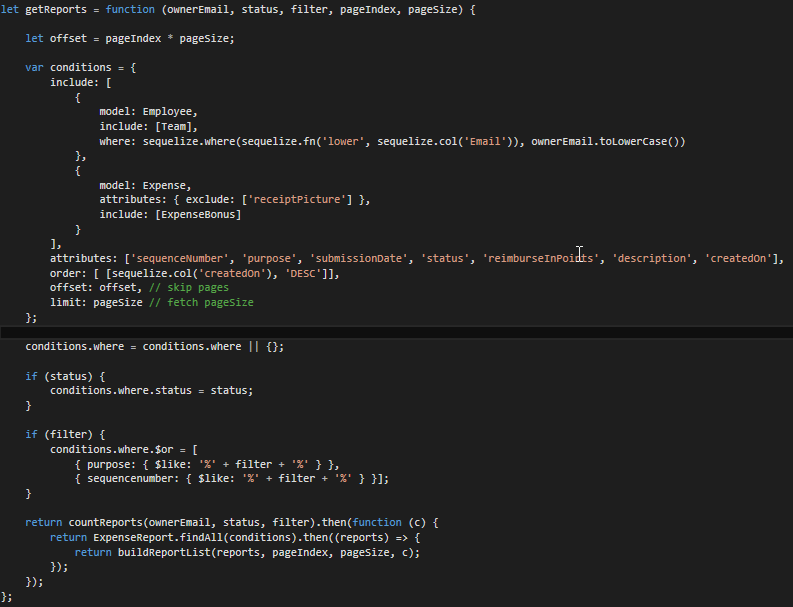 let getReports = function (ownerEmail, status, filter, pageIndex, pageSize) {
    let offset = pageIndex * pageSize;
    var conditions = {
        include: [
            {
                model: Employee,
                include: [Team],
                where: sequelize.where(sequelize.fn('lower', sequelize.col('Email')), ownerEmail.toLowerCase())
            },
            {
                model: Expense,
                attributes: { exclude: ['receiptPicture'] },
                include: [ExpenseBonus]
            }
        ],
        attributes: ['sequenceNumber', 'purpose', 'submissionDate', 'status', 'reimburseInPoints', 'description', 'createdOn'],
        order: [ [sequelize.col('createdOn'), 'DESC']],
        offset: offset, // skip pages
        limit: pageSize // fetch pageSize
    };
    conditions.where = conditions.where || {};
    if (status) {
        conditions.where.status = status;
    }
    if (filter) {
        conditions.where.$or = [
            { purpose: { $like: '%' + filter + '%' } },
            { sequencenumber: { $like: '%' + filter + '%' } }];
    }
    return countReports(ownerEmail, status, filter).then(function (c) {
        return ExpenseReport.findAll(conditions).then((reports) => {
            return buildReportList(reports, pageIndex, pageSize, c);
        });
    });
};